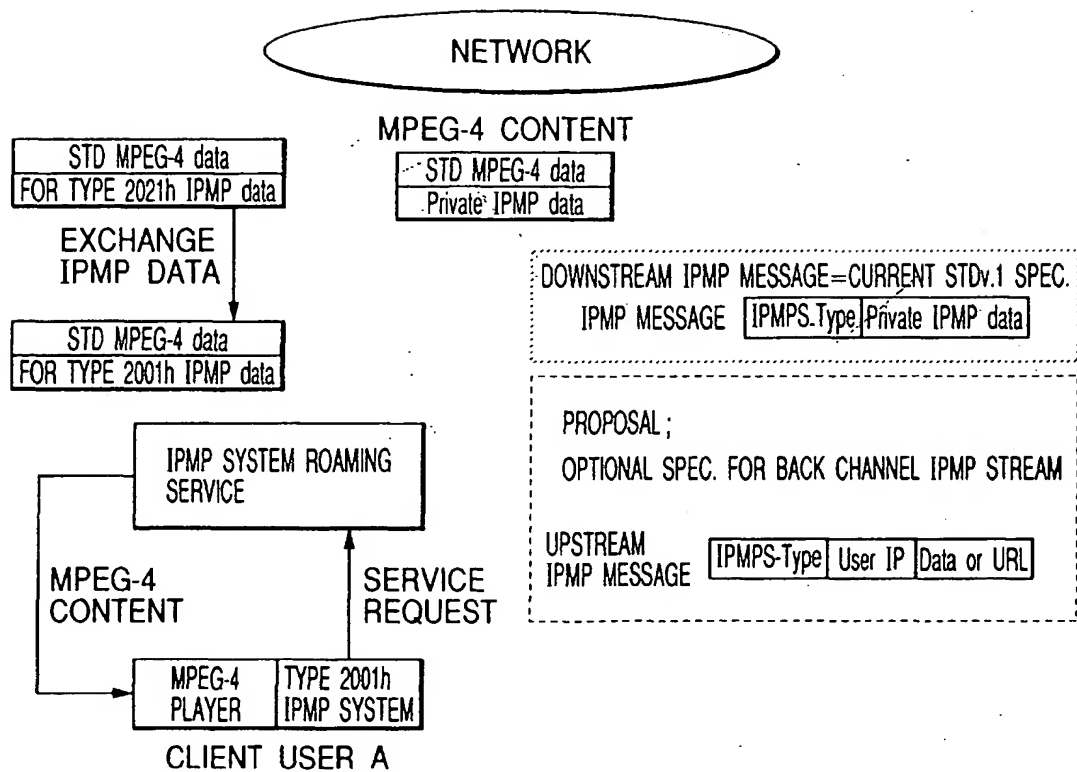 NETWORK
MPEG-4 CONTENT
STD MPEG-4 data
Private IPMP data
STD MPEG-4 data
FOR TYPE 2021h IPMP data
EXCHANGE
IPMP DATA
STD MPEG-4 data
FOR TYPE 2001h IPMP data
DOWNSTREAM IPMP MESSAGE=CURRENT STDv.1 SPEC.
IPMP MESSAGE IPMPS-Type Private IPMP data
PROPOSAL;
OPTIONAL SPEC. FOR BACK CHANNEL IPMP STREAM
UPSTREAM
IPMP MESSAGE IPMPS-Type User IP Data or URL
IPMP SYSTEM ROAMING
SERVICE
MPEG-4
CONTENT
SERVICE
REQUEST
MPEG-4
PLAYER
TYPE 2001h
IPMP SYSTEM
CLIENT USER A